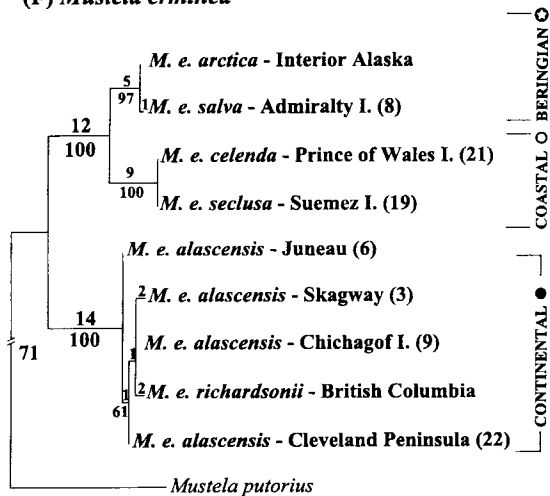 (F) Mustela erminea
M. e. arctica - Interior Alaska
5
97
1
M. e. salva - Admiralty I. (8)
12
100
M. e. celenda - Prince of Wales I. (21)
9
100
M. e. seclusa - Suemez I. (19)
M. e. alascensis - Juneau (6)
2
M. e. alascensis - Skagway (3)
14
100
M. e. alascensis - Chichagof I. (9)
1
71
2
M. e. richardsonii - British Columbia
1
61
M. e. alascensis - Cleveland Peninsula (22)
Mustela putorius
BERINGIAN
COASTAL
CONTINENTAL